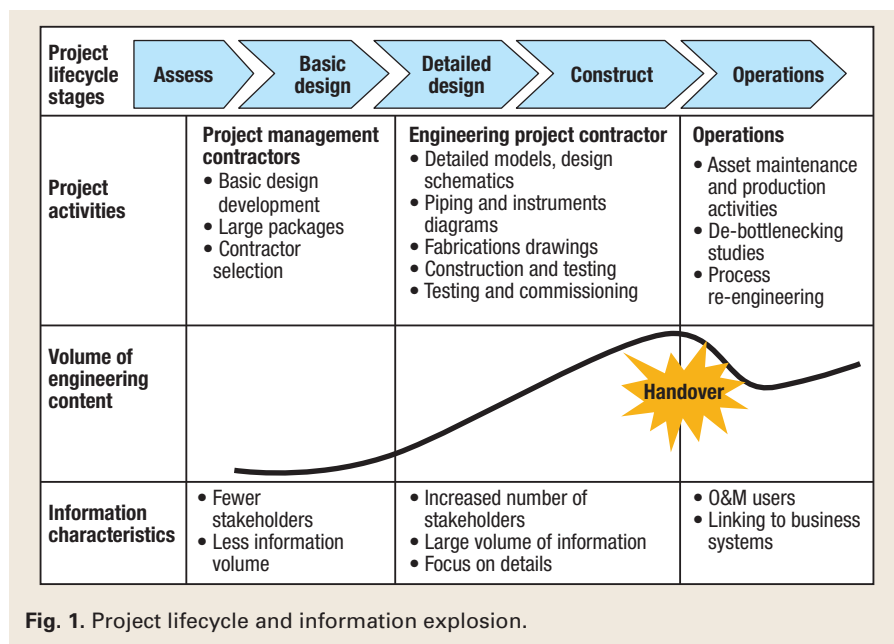 Project
lifecycle
stages
Assess
Basic
design
Detailed
design
Construct
Operations
Project
activities
Project management
contractors
• Basic design
development
• Large packages
• Contractor
selection
Engineering project contractor
• Detailed models, design
schematics
• Piping and instruments
diagrams
• Fabrications drawings
• Construction and testing
• Testing and commissioning
Operations
• Asset maintenance
and production
activities
• De-bottlenecking
studies
• Process
re-engineering
Volume of
engineering
content
Handover
Information
characteristics
• Fewer
stakeholders
• Less information
volume
• Increased number of
stakeholders
• Large volume of information
• Focus on details
• O&M users
• Linking to business
systems
Fig. 1. Project lifecycle and information explosion.